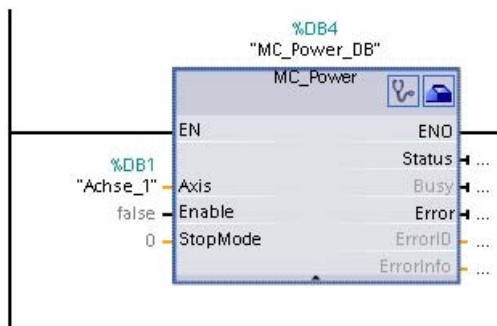 %DB4
"MC_Power_DB"
MC_Power
EN ENO
Status ...
%DB1
"Achse_1" Axis Busy ...
false Enable Error ...
0 StopMode ErrorID ...
ErrorInfo ...